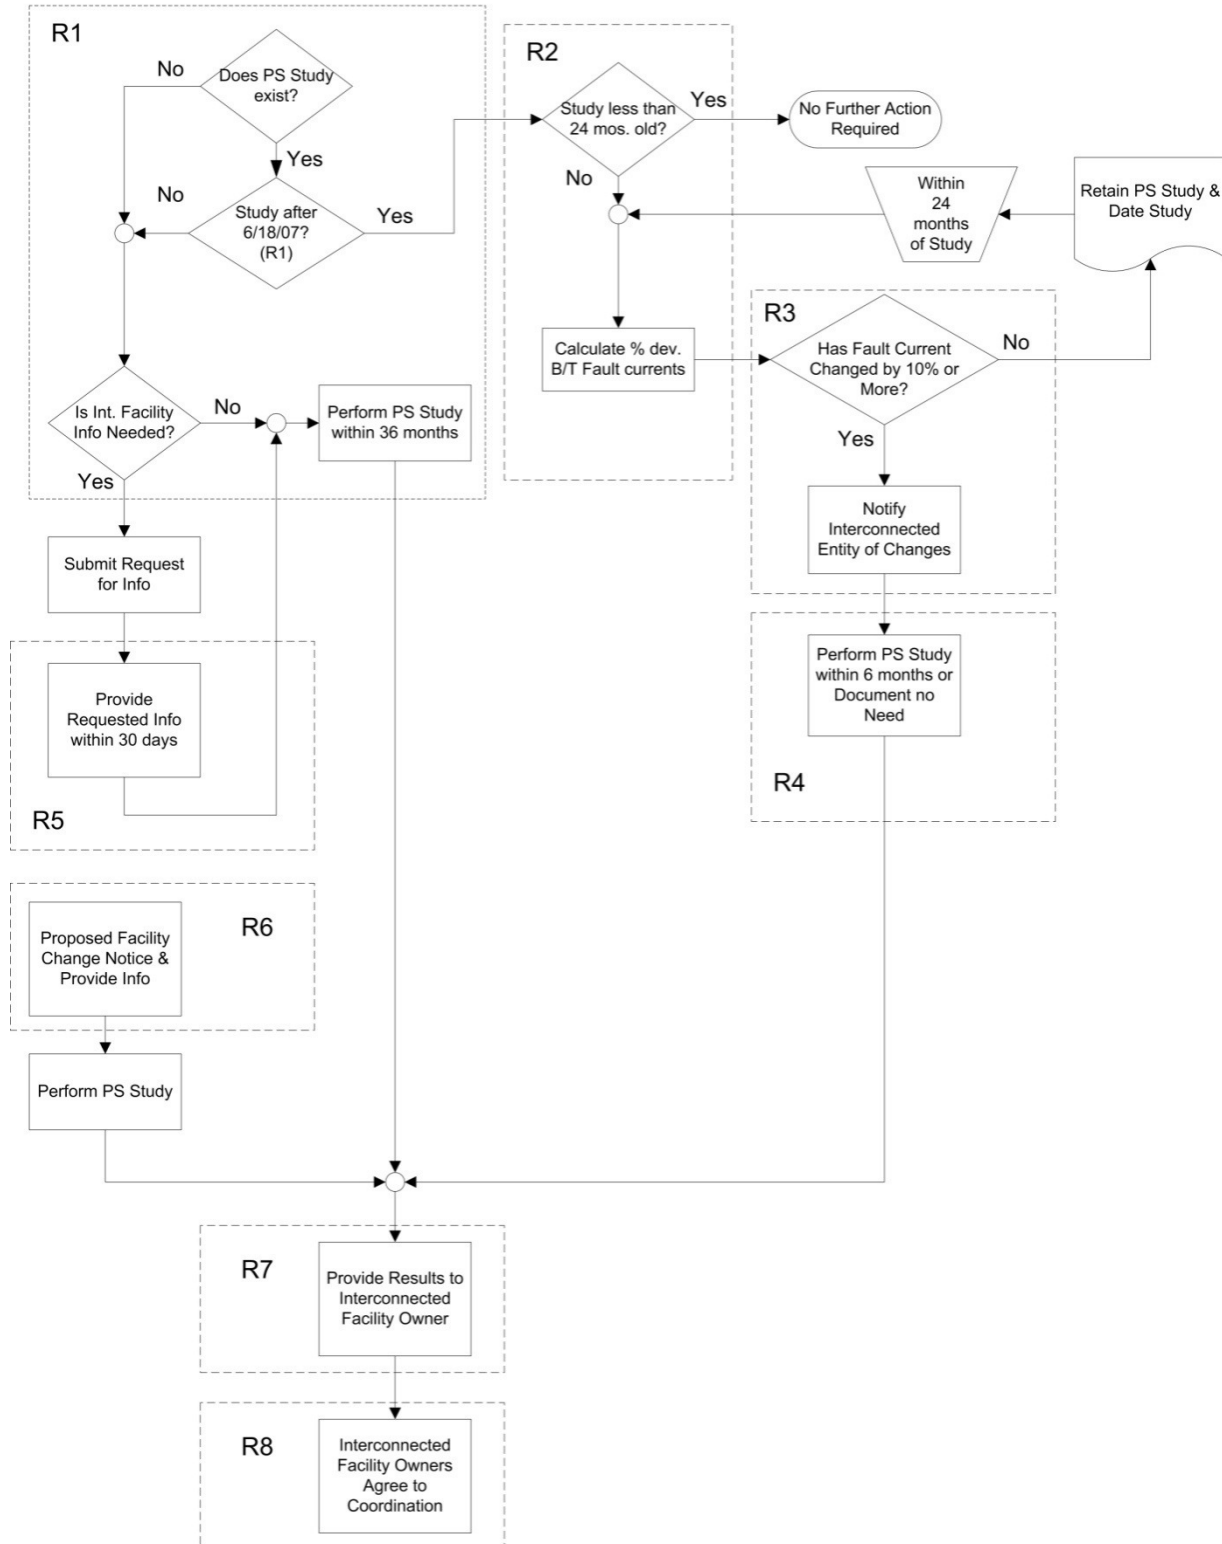 R1
Does PS Study
exist?
No
Yes
Study after
6/18/07?
(R1)
No
Yes
Is Int. Facility
Info Needed?
No
Yes
Perform PS Study
within 36 months
R2
Study less than
24 mos. old?
Yes
No
No Further Action
Required
Within
24
months
of Study
Retain PS Study &
Date Study
Calculate % dev.
B/T Fault currents
R3
Has Fault Current
Changed by 10% or
More?
No
Yes
Notify
Interconnected
Entity of Changes
Submit Request
for Info
Provide
Requested Info
within 30 days
R5
Perform PS Study
within 6 months or
Document no
Need
R4
R6
Proposed Facility
Change Notice &
Provide Info
Perform PS Study
R7
Provide Results to
Interconnected
Facility Owner
R8
Interconnected
Facility Owners
Agree to
Coordination